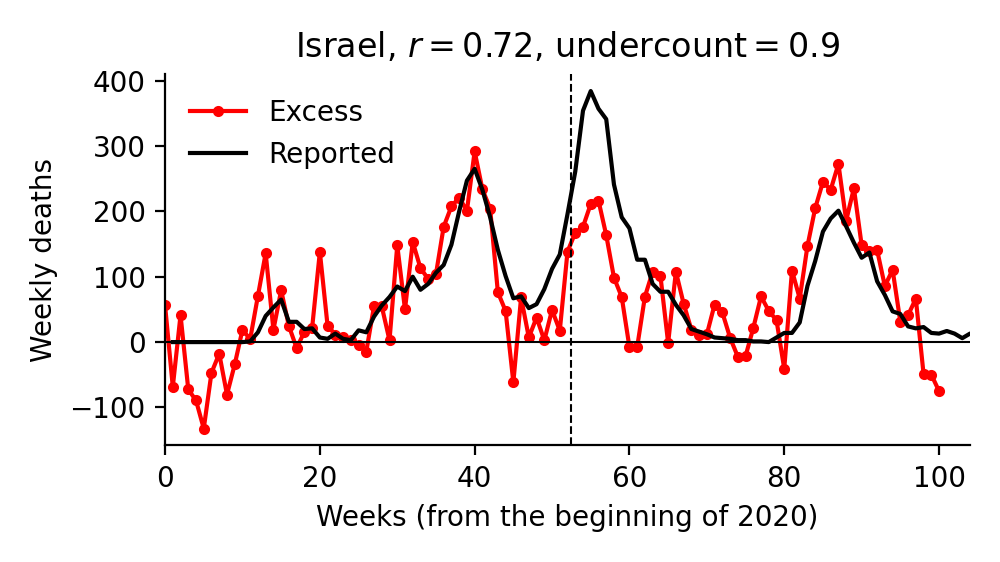 Israel, r = 0.72, undercount = 0.9
400
300
200
100
0
−100
Weekly deaths
Excess
Reported
0 20 40 60 80 100
Weeks (from the beginning of 2020)